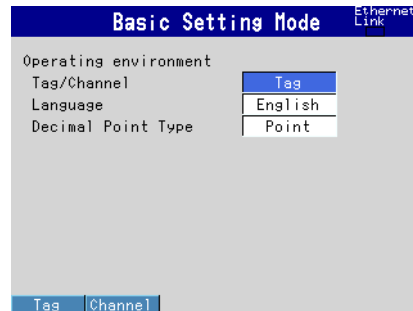 Basic Setting Mode
Ethernet
Link
Operating environment
Tag/Channel Tag
Language English
Decimal Point Type Point
Tag Channel